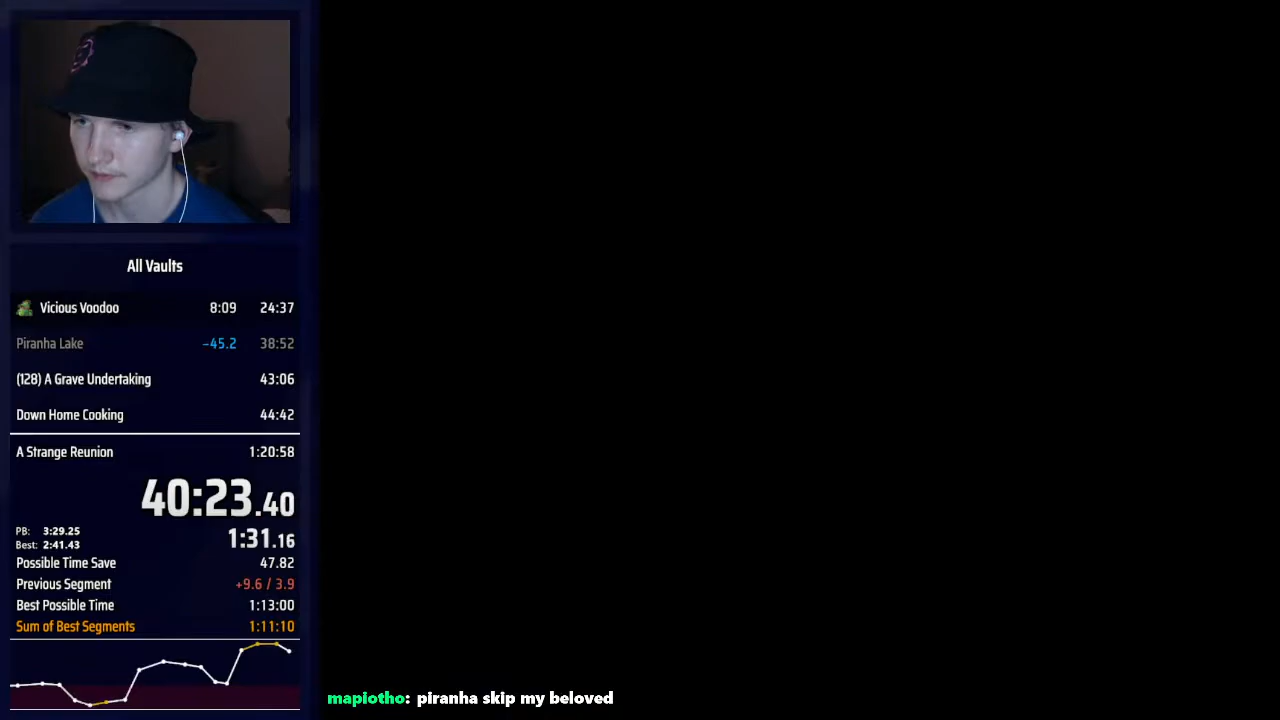 All Vaults
Vicious Voodoo 8:09 24:37
Piranha Lake −45.2 38:52
(128) A Grave Undertaking 43:06
Down Home Cooking 44:42
A Strange Reunion 1:20:58
40:23.40
PB: 3:29.25
Best: 2:41.43
1:31.16
Possible Time Save 47.82
Previous Segment +9.6 / 3.9
Best Possible Time 1:13:00
Sum of Best Segments 1:11:10
mapiotho: piranha skip my beloved